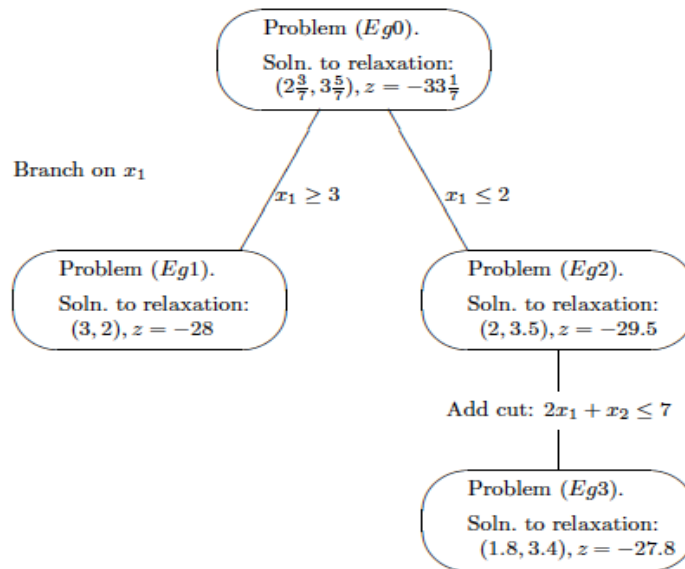 Problem (Eg0).
Soln. to relaxation:
(2 3/7, 3 5/7), z = −33 1/7
Branch on x₁
x₁ ≥ 3
x₁ ≤ 2
Problem (Eg1).
Soln. to relaxation:
(3, 2), z = −28
Problem (Eg2).
Soln. to relaxation:
(2, 3.5), z = −29.5
Add cut: 2x₁ + x₂ ≤ 7
Problem (Eg3).
Soln. to relaxation:
(1.8, 3.4), z = −27.8